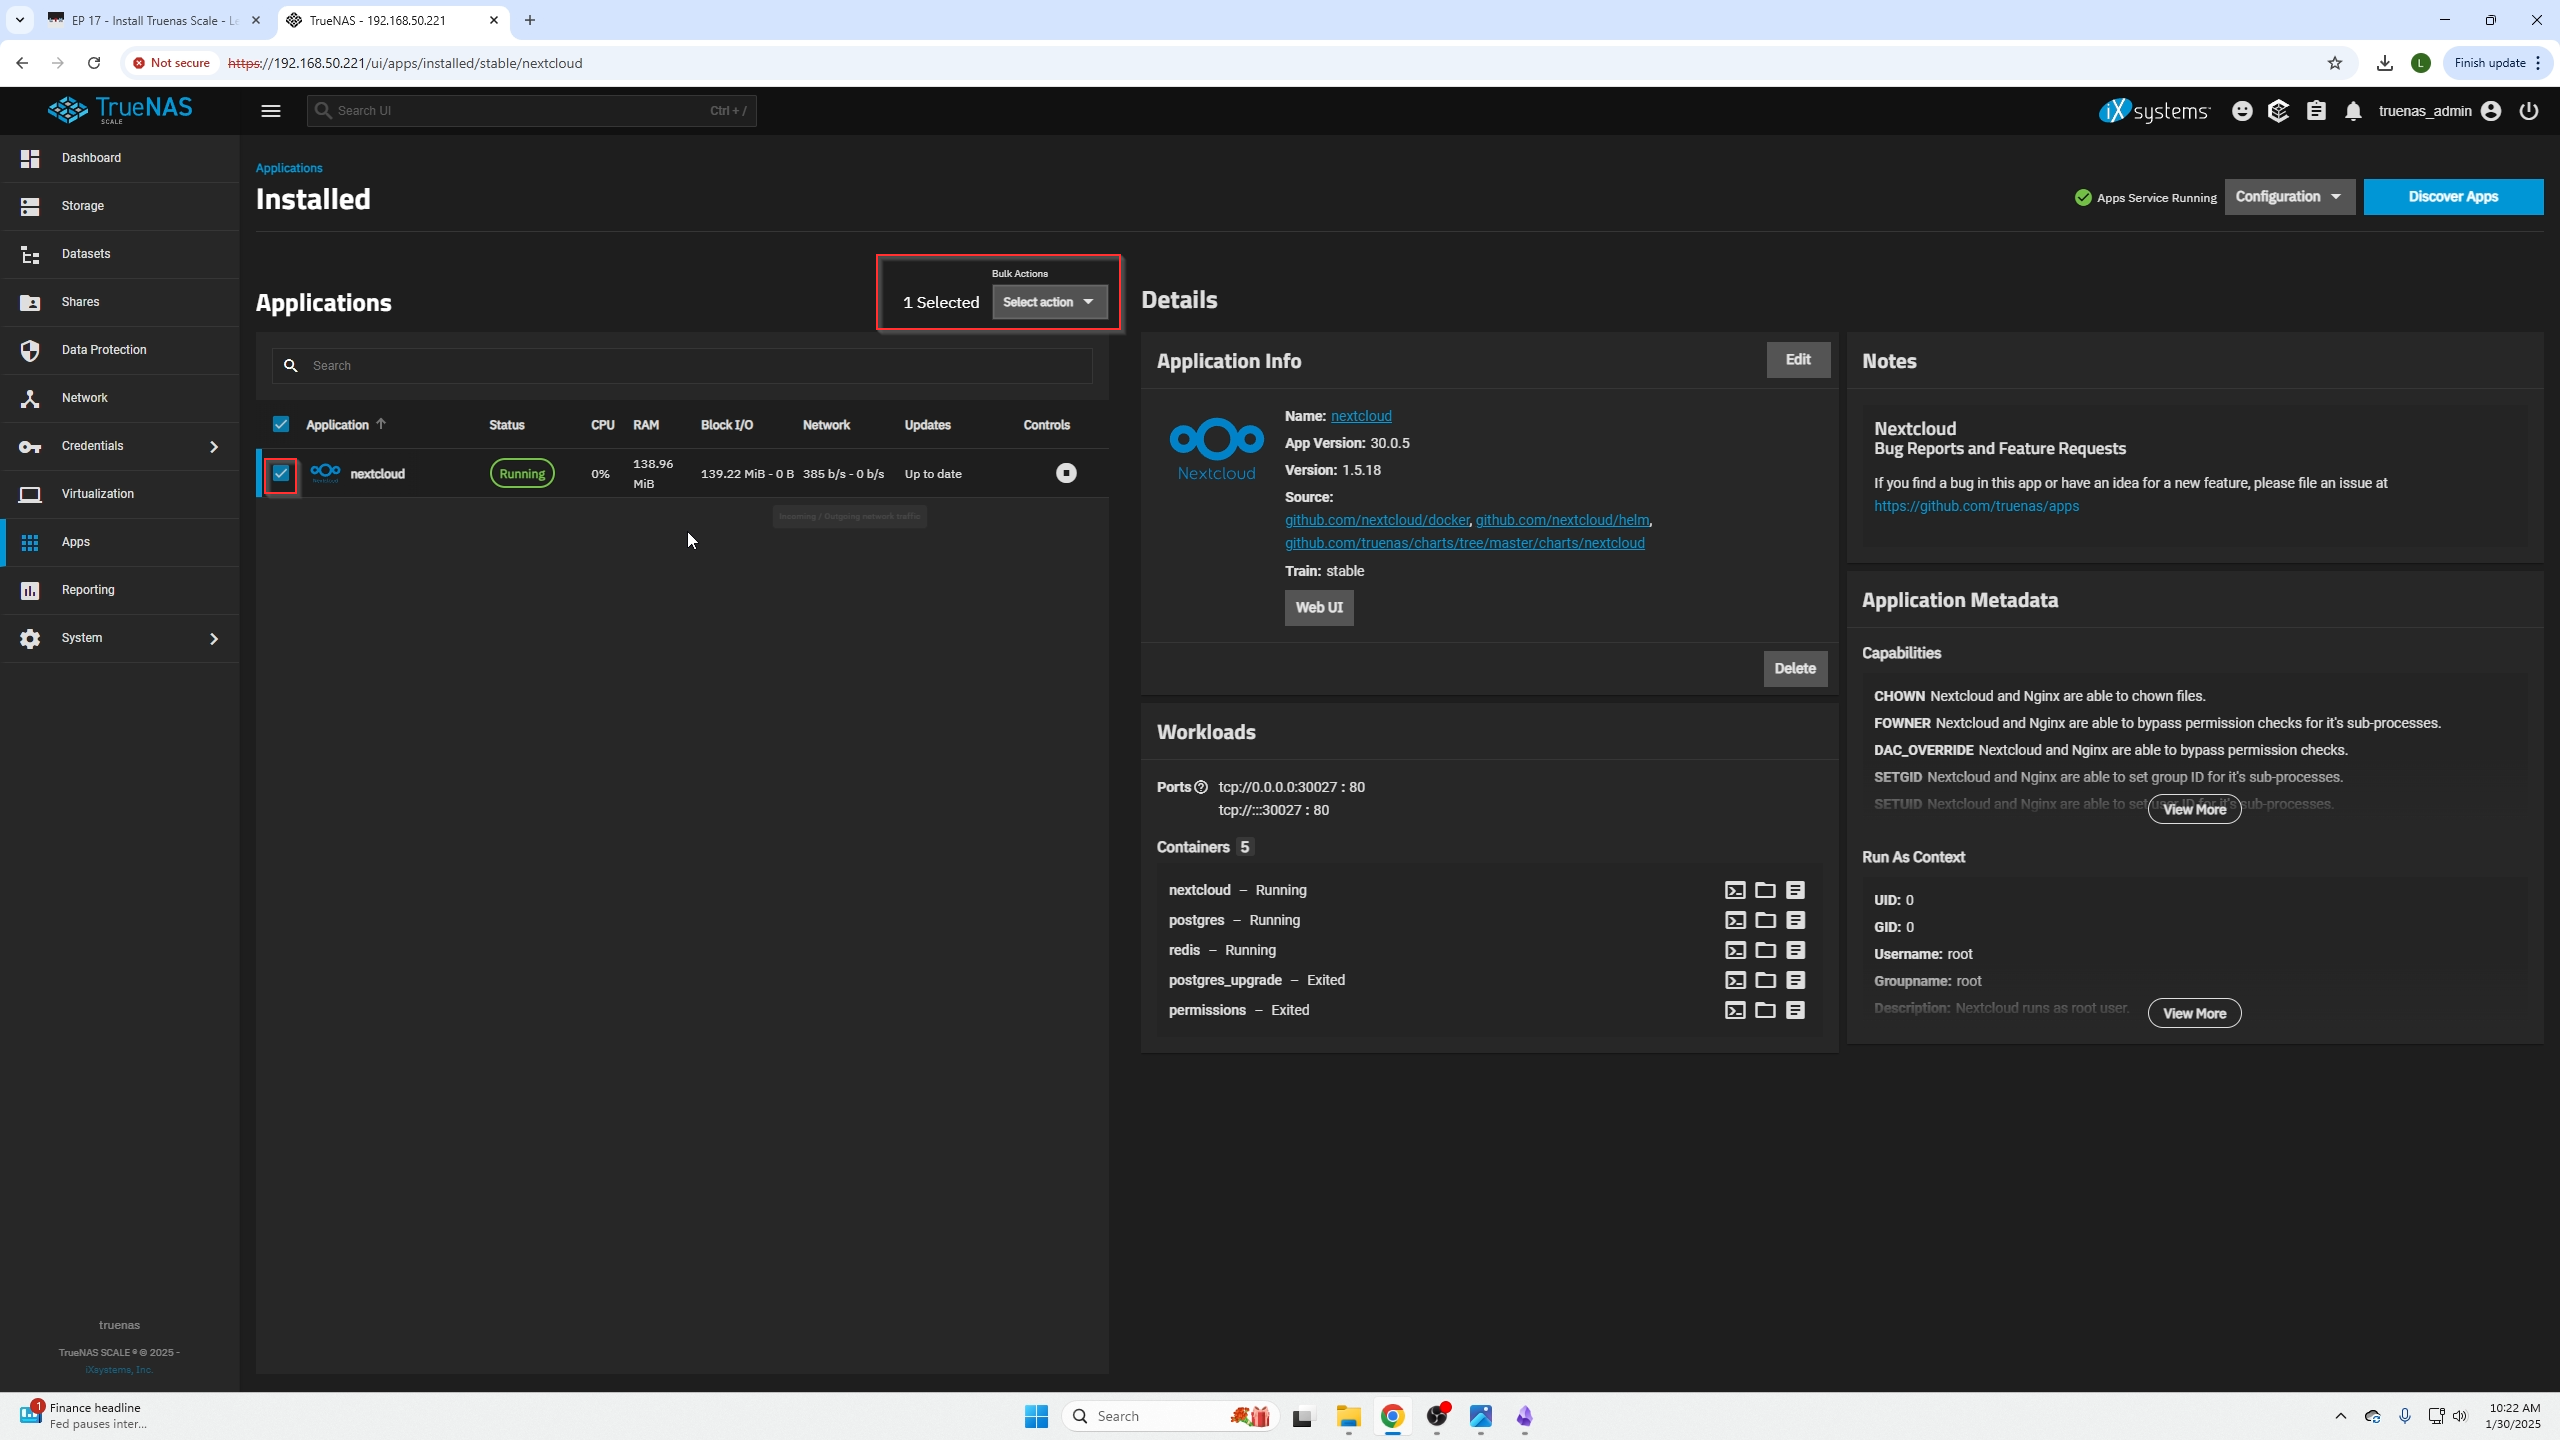 EP 17 - Install Truenas Scale - Le
TrueNAS - 192.168.50.221
Not secure
https://192.168.50.221/ui/apps/installed/stable/nextcloud
L
Finish update
TrueNAS
SCALE
Search UI
Ctrl + /
iXsystems
truenas_admin
Dashboard
Storage
Datasets
Shares
Data Protection
Network
Credentials
Virtualization
Apps
Reporting
System
truenas
TrueNAS SCALE ® © 2025 -
iXsystems, Inc.
Applications
Installed
Apps Service Running
Configuration
Discover Apps
Applications
Bulk Actions
1 Selected
Select action
Search
Application
Status
CPU
RAM
Block I/O
Network
Updates
Controls
nextcloud
Running
0%
138.96
MiB
139.22 MiB - 0 B
385 b/s - 0 b/s
Up to date
Incoming / Outgoing network traffic
Details
Application Info
Edit
Nextcloud
Name: nextcloud
App Version: 30.0.5
Version: 1.5.18
Source:
github.com/nextcloud/docker, github.com/nextcloud/helm,
github.com/truenas/charts/tree/master/charts/nextcloud
Train: stable
Web UI
Delete
Workloads
Ports
tcp://0.0.0.0:30027 : 80
tcp://:::30027 : 80
Containers 5
nextcloud – Running
postgres – Running
redis – Running
postgres_upgrade – Exited
permissions – Exited
Notes
Nextcloud
Bug Reports and Feature Requests
If you find a bug in this app or have an idea for a new feature, please file an issue at
https://github.com/truenas/apps
Application Metadata
Capabilities
CHOWN Nextcloud and Nginx are able to chown files.
FOWNER Nextcloud and Nginx are able to bypass permission checks for it's sub-processes.
DAC_OVERRIDE Nextcloud and Nginx are able to bypass permission checks.
SETGID Nextcloud and Nginx are able to set group ID for it's sub-processes.
SETUID Nextcloud and Nginx are able to set user ID for it's sub-processes.
View More
Run As Context
UID: 0
GID: 0
Username: root
Groupname: root
Description: Nextcloud runs as root user.
View More
1
Finance headline
Fed pauses inter...
Search
10:22 AM
1/30/2025